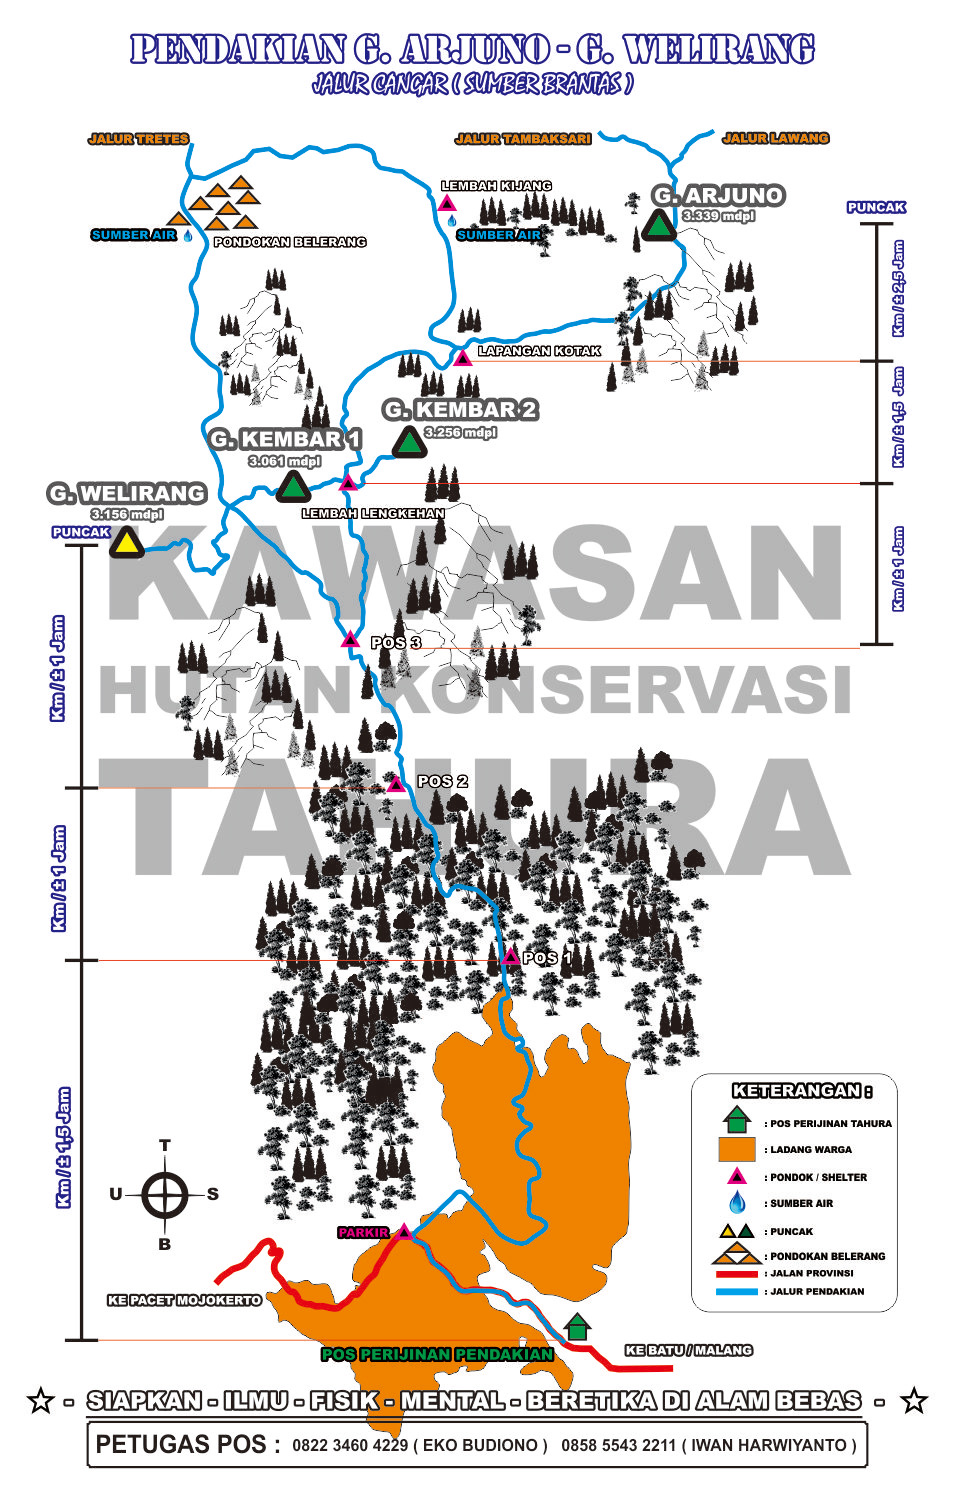 PENDAKIAN G. ARJUNO - G. WELIRANG
JALUR CANGAR ( SUMBER BRANTAS )
JALUR TRETES
JALUR TAMBAKSARI
JALUR LAWANG
LEMBAH KIJANG
G. ARJUNO
3.339 mdpl
PUNCAK
SUMBER AIR
PONDOKAN BELERANG
SUMBER AIR
Km / ± 2,5 Jam
LAPANGAN KOTAK
Km / ± 1,5 Jam
G. KEMBAR 2
3.256 mdpl
G. KEMBAR 1
3.061 mdpl
G. WELIRANG
3.156 mdpl
PUNCAK
LEMBAH LENGKEHAN
KAWASAN
Km / ± 1 Jam
POS 3
Km / ± 1 Jam
HUTAN KONSERVASI
POS 2
TAHURA
Km / ± 1 Jam
POS 1
Km / ± 1,5 Jam
KETERANGAN :
: POS PERIJINAN TAHURA
: LADANG WARGA
: PONDOK / SHELTER
: SUMBER AIR
: PUNCAK
: PONDOKAN BELERANG
: JALAN PROVINSI
: JALUR PENDAKIAN
T
U
S
B
PARKIR
KE PACET MOJOKERTO
POS PERIJINAN PENDAKIAN
KE BATU / MALANG
- SIAPKAN - ILMU - FISIK - MENTAL - BERETIKA DI ALAM BEBAS -
PETUGAS POS : 0822 3460 4229 ( EKO BUDIONO ) 0858 5543 2211 ( IWAN HARWIYANTO )